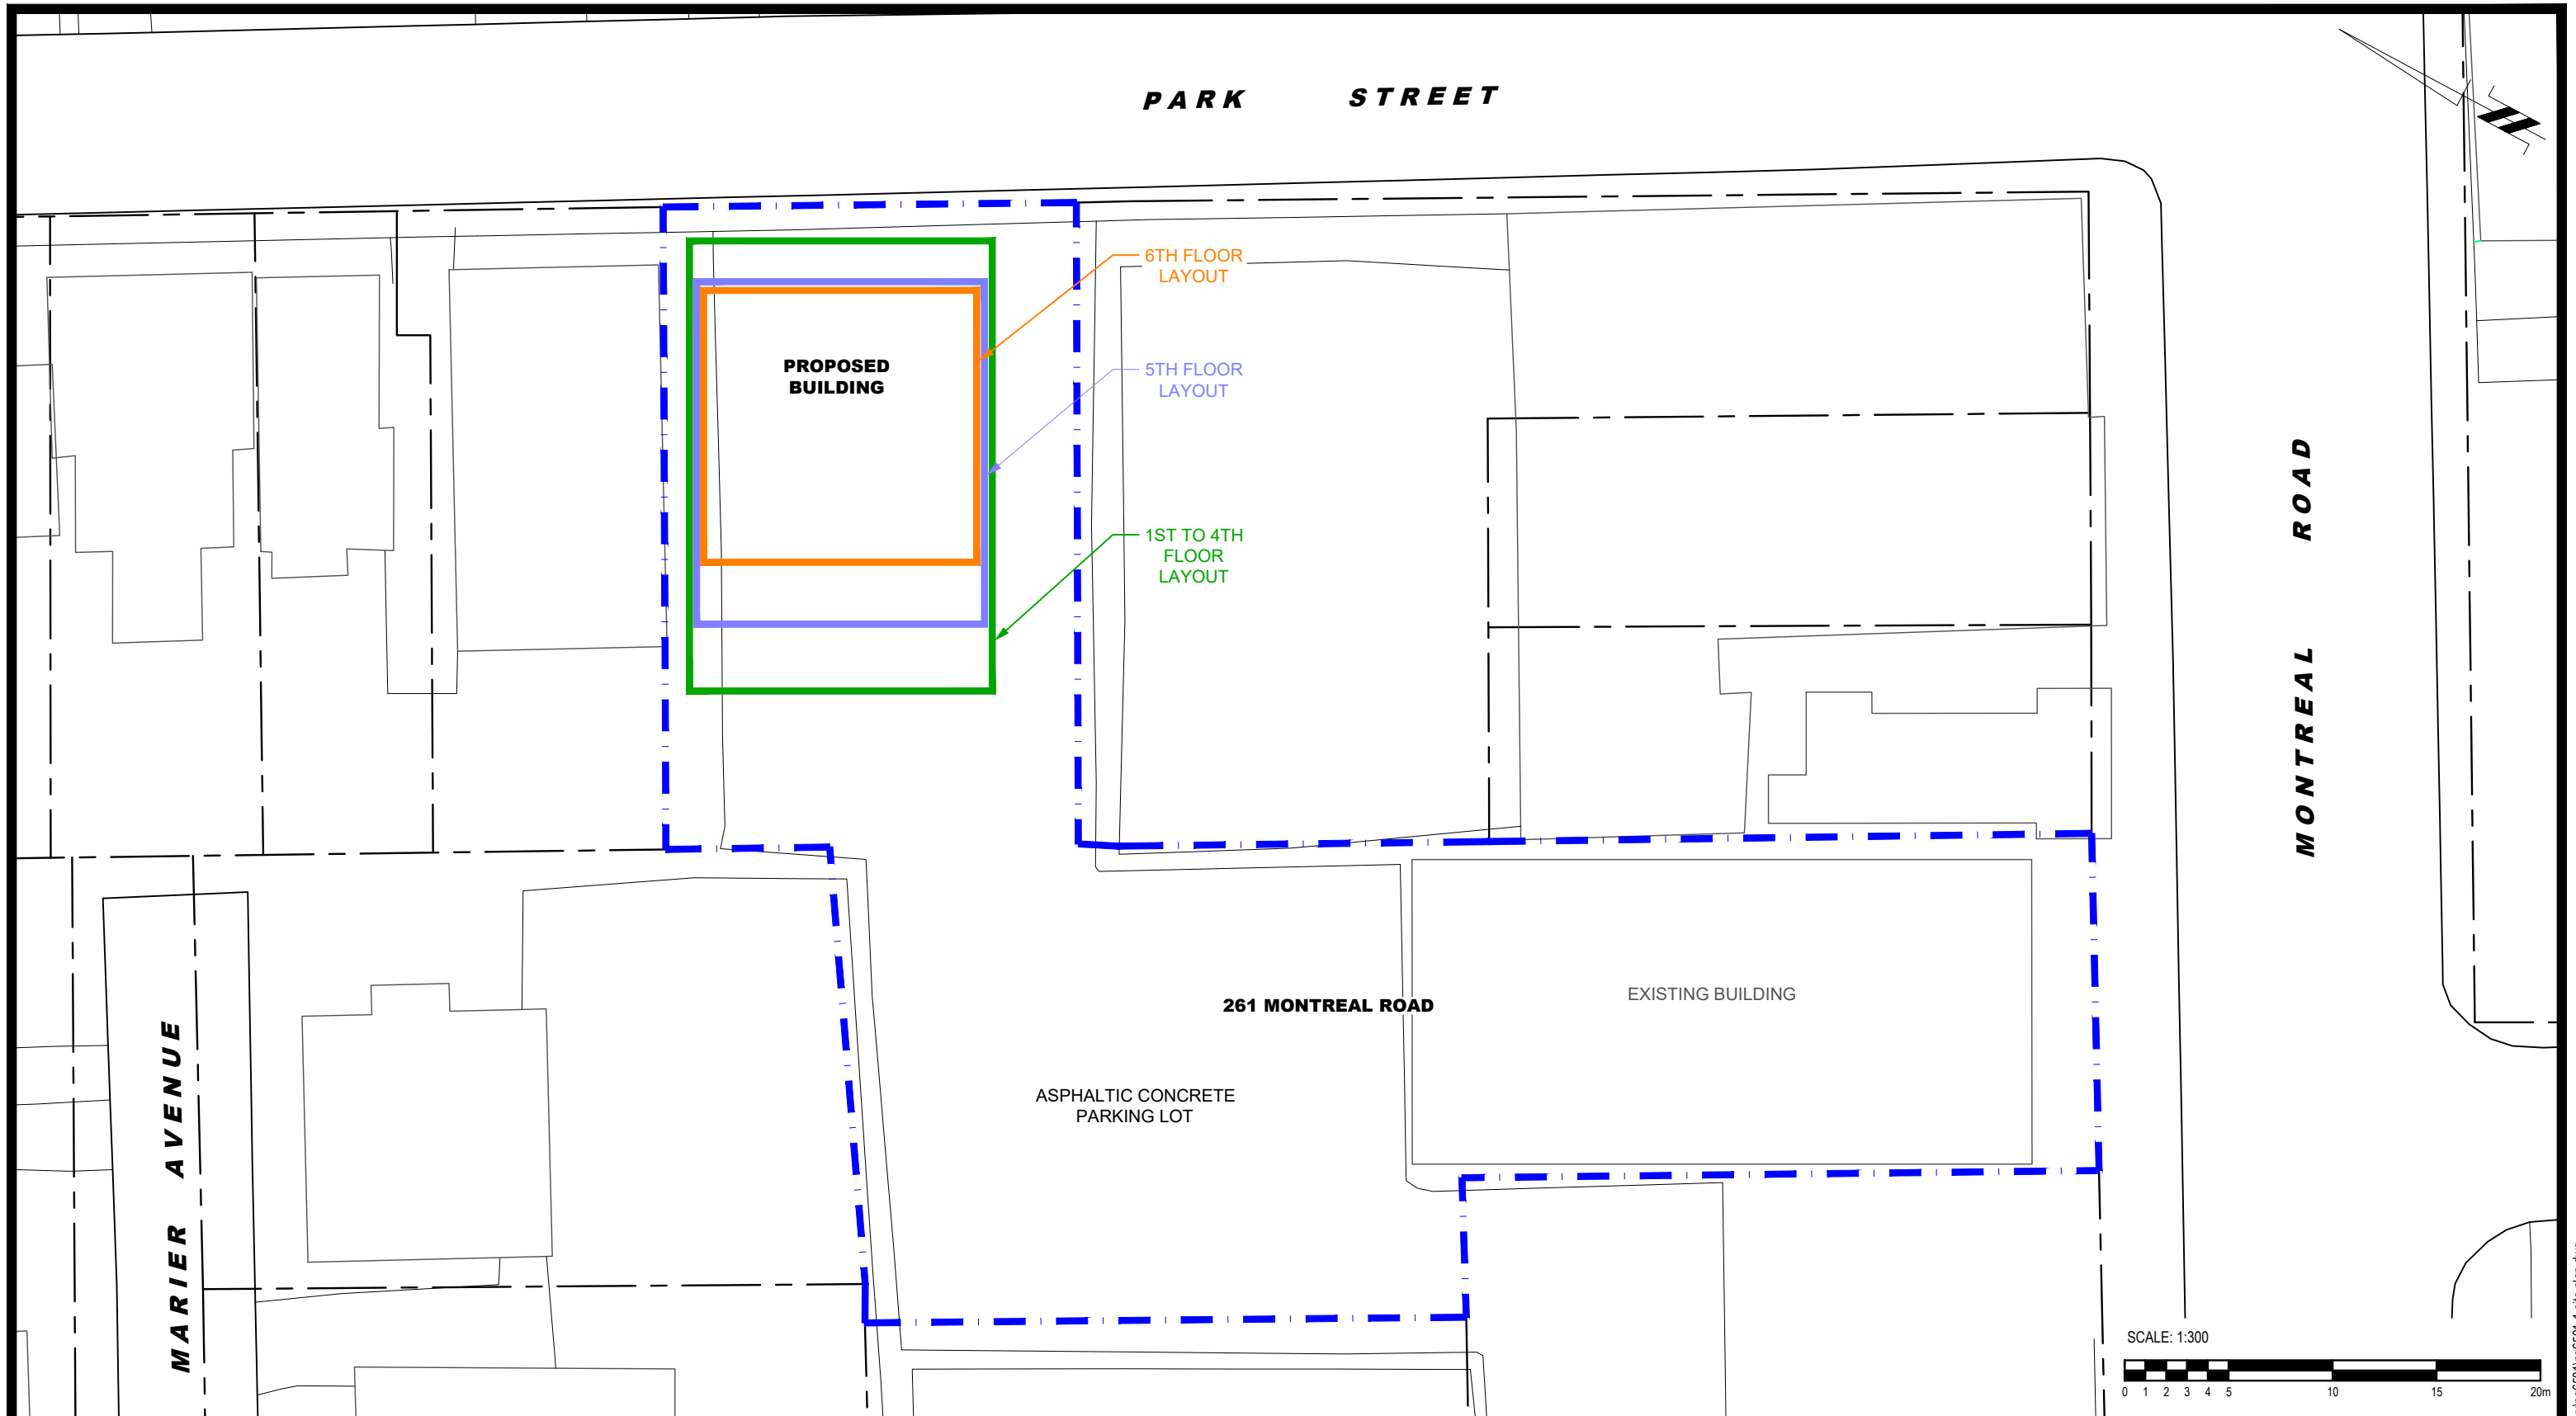 PARK STREET
6TH FLOOR
LAYOUT
PROPOSED
BUILDING
5TH FLOOR
LAYOUT
1ST TO 4TH
FLOOR
LAYOUT
MONTREAL ROAD
261 MONTREAL ROAD
EXISTING BUILDING
ASPHALTIC CONCRETE
PARKING LOT
MARIER AVENUE
SCALE: 1:300
0 1 2 3 4 5 10 15 20m